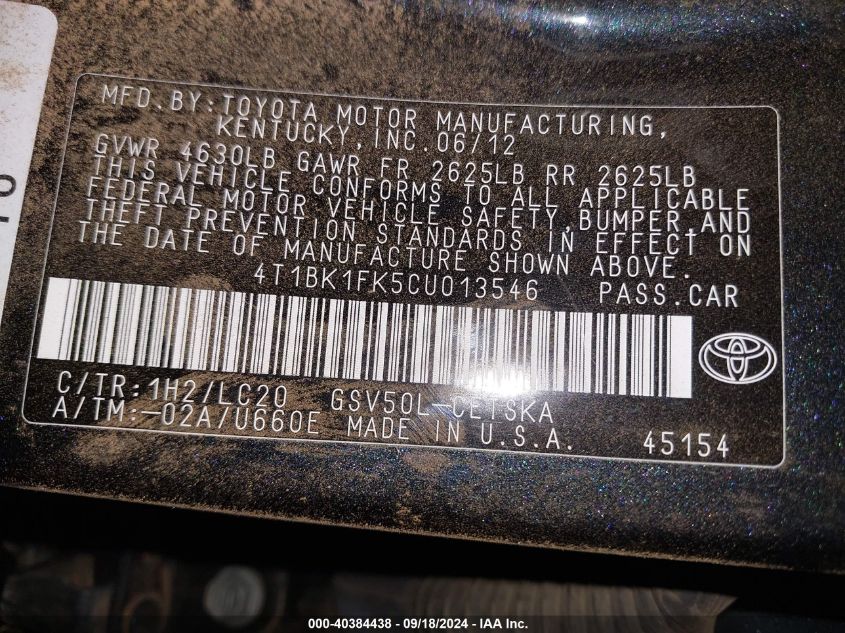 MFD. BY: TOYOTA MOTOR MANUFACTURING,
KENTUCKY, INC. 06/12
GVWR 4630LB GAWR FR 2625LB RR 2625LB
THIS VEHICLE CONFORMS TO ALL APPLICABLE
FEDERAL MOTOR VEHICLE SAFETY, BUMPER, AND
THEFT PREVENTION STANDARDS IN EFFECT ON
THE DATE OF MANUFACTURE SHOWN ABOVE.
4T1BK1FK5CU013546 PASS.CAR
C/TR: 1H2/LC20 GSV50L-CETSKA
A/TM:-02A/U660E MADE IN U.S.A. 45154
000-40384438 - 09/18/2024 - IAA Inc.